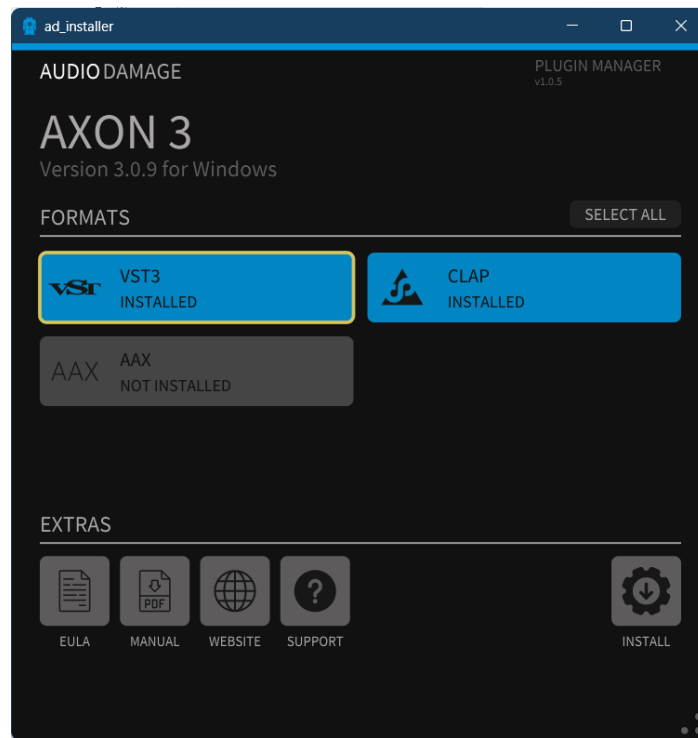 ad_installer
AUDIO DAMAGE
PLUGIN MANAGER
v1.0.5
AXON 3
Version 3.0.9 for Windows
FORMATS
SELECT ALL
VST
VST3
INSTALLED
CLAP
INSTALLED
AAX
AAX
NOT INSTALLED
EXTRAS
PDF
EULA
MANUAL
WEBSITE
SUPPORT
INSTALL